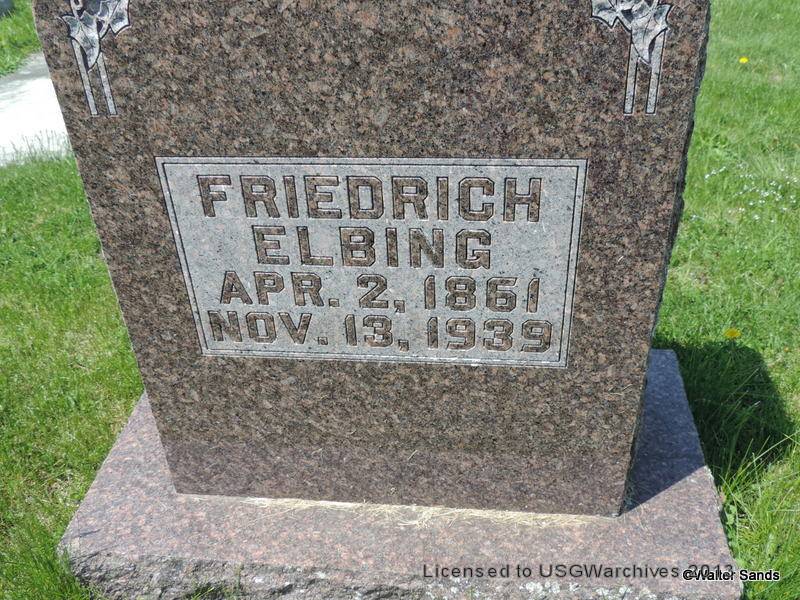 FRIEDRICH
ELBING
APR. 2, 1861
NOV. 13, 1939
Licensed to USGWarchives 2013
©Walter Sands